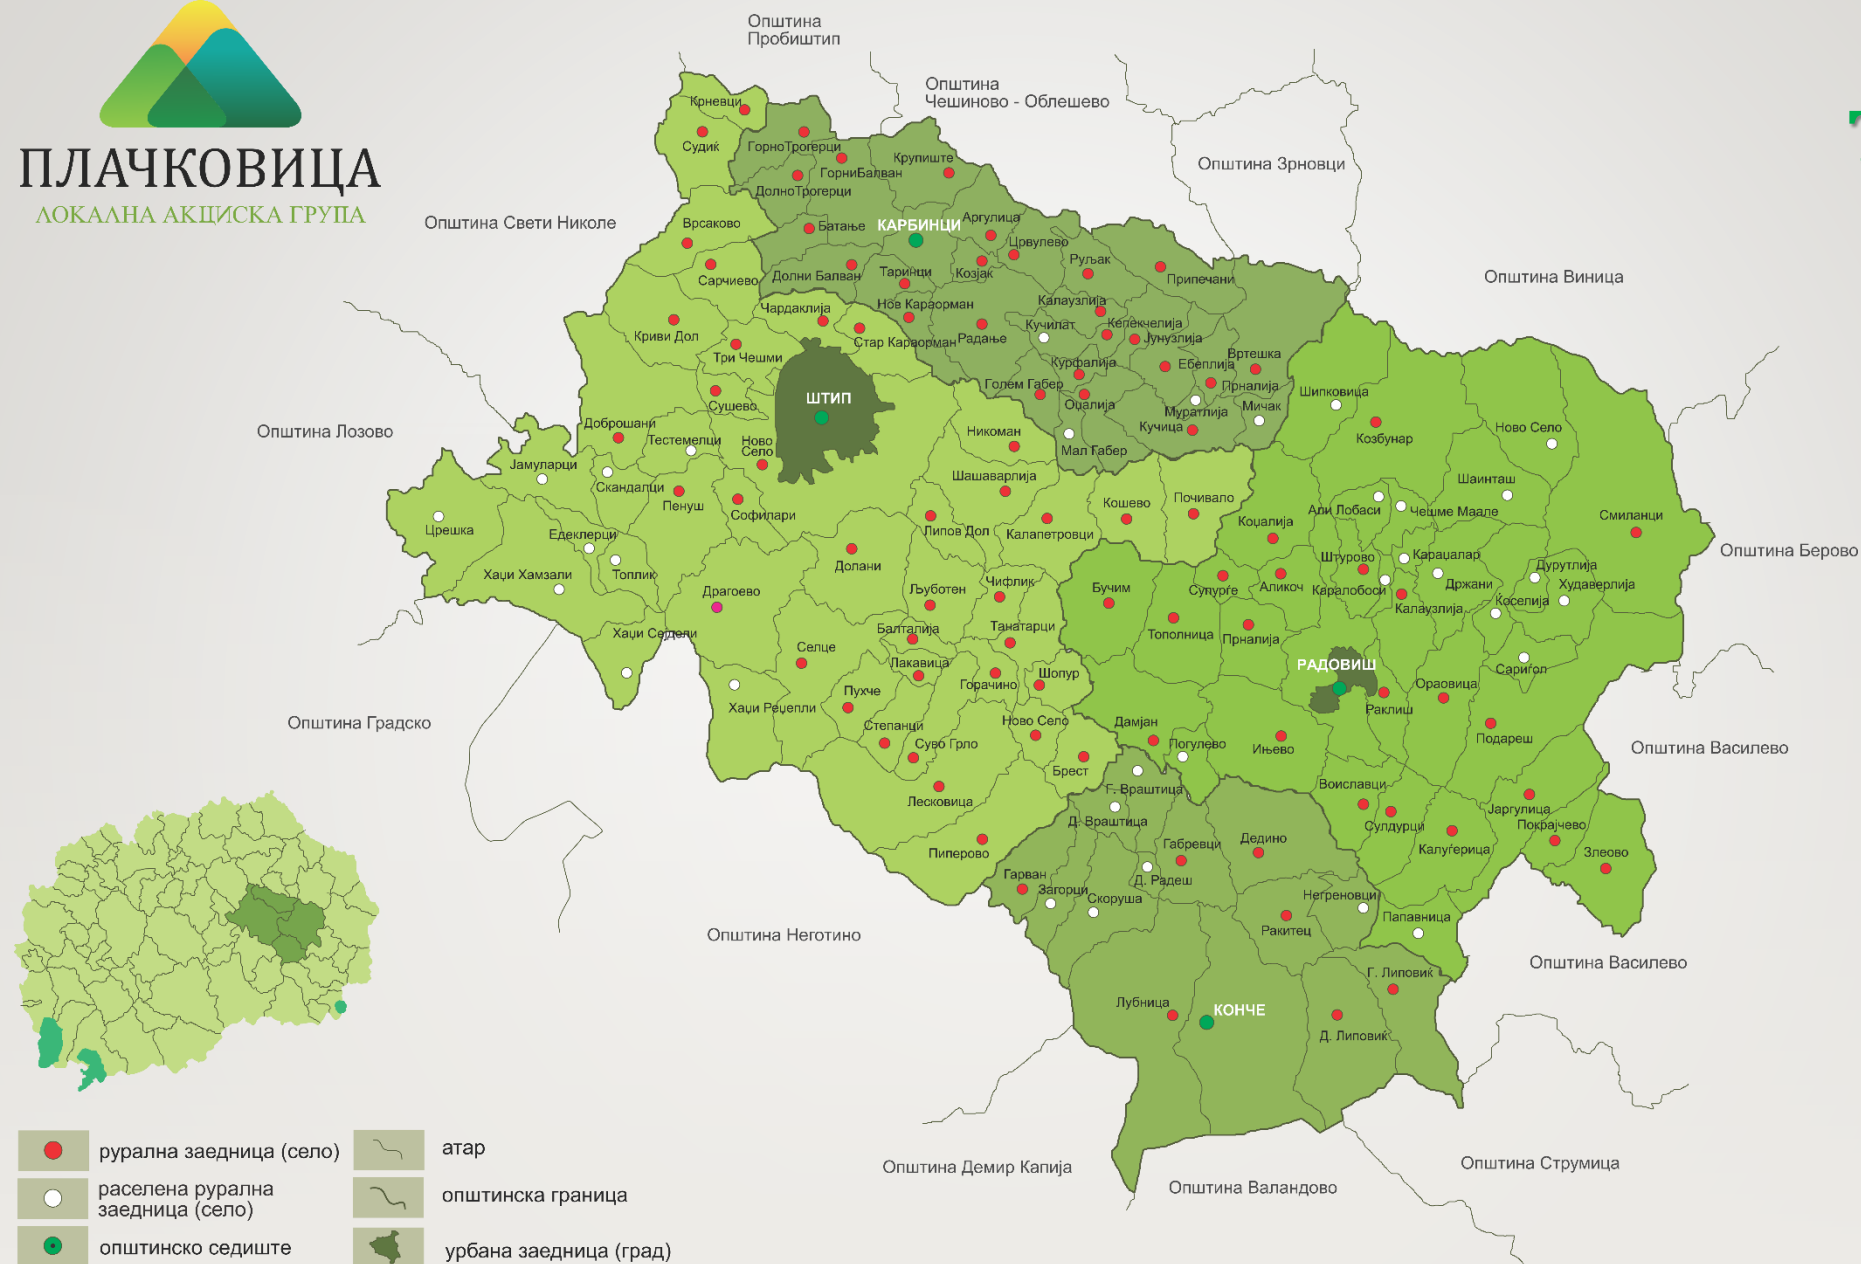 ПЛАЧКОВИЦА
ЛОКАЛНА АКЦИСКА ГРУПА
Општина
Пробиштип
Општина
Чешиново - Облешево
Општина Зрновци
Општина Свети Николе
Општина Виница
Општина Лозово
Општина Берово
Општина Градско
Општина Василево
Општина Неготино
Општина Василево
Општина Демир Капија
Општина Валандово
Општина Струмица
Крневци
Судиќ
ГорноТрогерци
ГорниБалван
Крупиште
ДолноТрогерци
Врсаково
Батање
КАРБИНЦИ
Аргулица
Црвулево
Сарчиево
Долни Балван
Таринци
Козјак
Руљак
Припечани
Чардаклија
Нов Караорман
Калаузлија
Криви Дол
Стар Караорман
Радање
Кучилат
Кепекчелија
Јунузлија
Три Чешми
Курфалија
Ебеплија
Вртешка
Голем Габер
Прналија
ШТИП
Сушево
Оџалија
Муратлија
Мичак
Шипковица
Доброшани
Тестемелци
Ново
Село
Никоман
Мал Габер
Кучица
Козбунар
Ново Село
Јамуларци
Скандалци
Пенуш
Софилари
Шашаварлија
Кошево
Почивало
Шаинташ
Црешка
Едеклерци
Липов Дол
Калапетровци
Коџалија
Али Лобаси
Чешме Маале
Смиланци
Хаџи Хамзали
Топлик
Долани
Штурово
Караџалар
Дурутлија
Драгоево
Љуботен
Чифлик
Бучим
Супурѓе
Аликоч
Каралобоси
Држани
Худаверлија
Калаузлија
Ќоселија
Хаџи Сејдели
Балталија
Танатарци
Тополница
Прналија
Селце
Лакавица
Горачино
Шопур
РАДОВИШ
Сариѓол
Хаџи Реџепли
Пухче
Ораовица
Раклиш
Степанци
Суво Грло
Ново Село
Дамјан
Погулево
Ињево
Подареш
Брест
Лесковица
Г. Враштица
Воиславци
Јаргулица
Д. Враштица
Сулдурци
Покрајчево
Пиперово
Габревци
Дедино
Калуѓерица
Злеово
Гарван
Загорци
Д. Радеш
Скоруша
Негреновци
Ракитец
Папавница
Г. Липовиќ
Лубница
КОНЧЕ
Д. Липовиќ
рурална заедница (село)
атар
раселена рурална
заедница (село)
општинска граница
општинско седиште
урбана заедница (град)